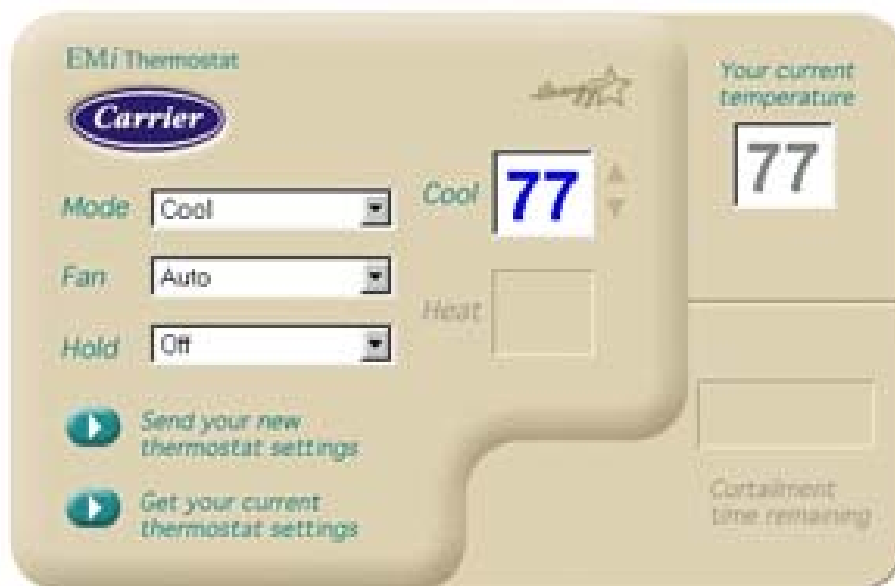 EMi Thermostat
Carrier
energy
Mode
Cool
Fan
Auto
Hold
Off
Cool
77
Heat
Send your new
thermostat settings
Get your current
thermostat settings
Your current
temperature
77
Curtailment
time remaining